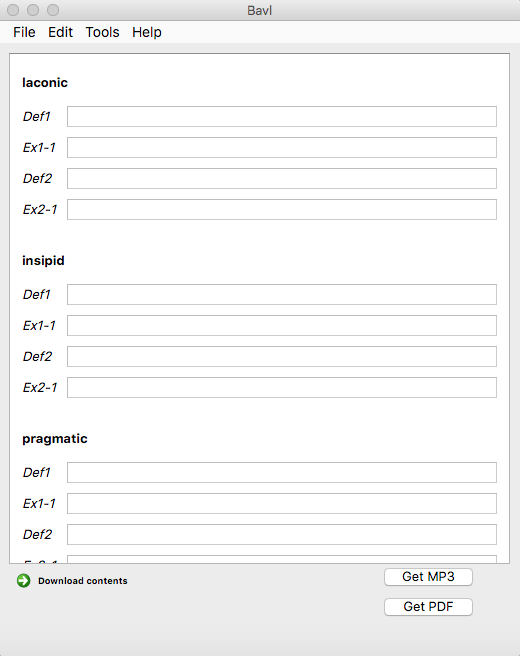 Bavl
File Edit Tools Help
laconic
Def1
Ex1-1
Def2
Ex2-1
insipid
Def1
Ex1-1
Def2
Ex2-1
pragmatic
Def1
Ex1-1
Def2
Download contents
Get MP3
Get PDF